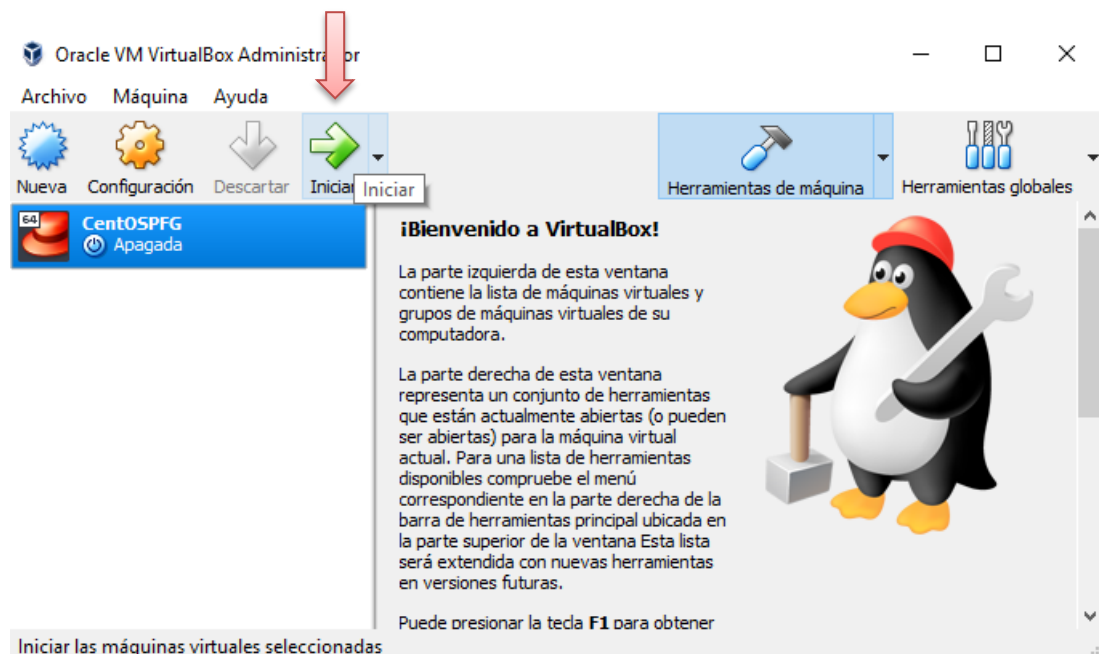 Oracle VM VirtualBox Administrador
Archivo Máquina Ayuda
Nueva Configuración Descartar Iniciar Iniciar Herramientas de máquina Herramientas globales
64
CentOSPFG
Apagada
¡Bienvenido a VirtualBox!
La parte izquierda de esta ventana
contiene la lista de máquinas virtuales y
grupos de máquinas virtuales de su
computadora.
La parte derecha de esta ventana
representa un conjunto de herramientas
que están actualmente abiertas (o pueden
ser abiertas) para la máquina virtual
actual. Para una lista de herramientas
disponibles compruebe el menú
correspondiente en la parte derecha de la
barra de herramientas principal ubicada en
la parte superior de la ventana Esta lista
será extendida con nuevas herramientas
en versiones futuras.
Puede presionar la tecla F1 para obtener
Iniciar las máquinas virtuales seleccionadas